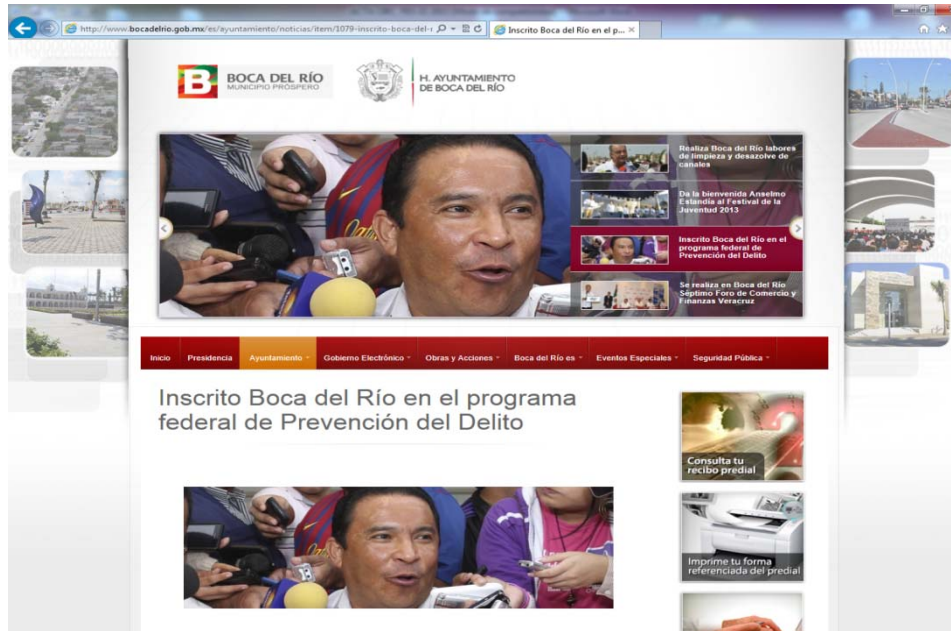 http://www.bocadelrio.gob.mx/es/ayuntamiento/noticias/item/1079-inscrito-boca-del-r
Inscrito Boca del Río en el p...
B BOCA DEL RÍO
MUNICIPIO PRÓSPERO
H. AYUNTAMIENTO
DE BOCA DEL RÍO
Realiza Boca del Río labores
de limpieza y desazolve de
canales
Da la bienvenida Anselmo
Estandía al Festival de la
Juventud 2013
Inscrito Boca del Río en el
programa federal de
Prevención del Delito
Se realiza en Boca del Río
Séptimo Foro de Comercio y
Finanzas Veracruz
Inicio Presidencia Ayuntamiento Gobierno Electrónico Obras y Acciones Boca del Río es Eventos Especiales Seguridad Pública
Inscrito Boca del Río en el programa
federal de Prevención del Delito
Consulta tu
recibo predial
Imprime tu forma
referenciada del predial